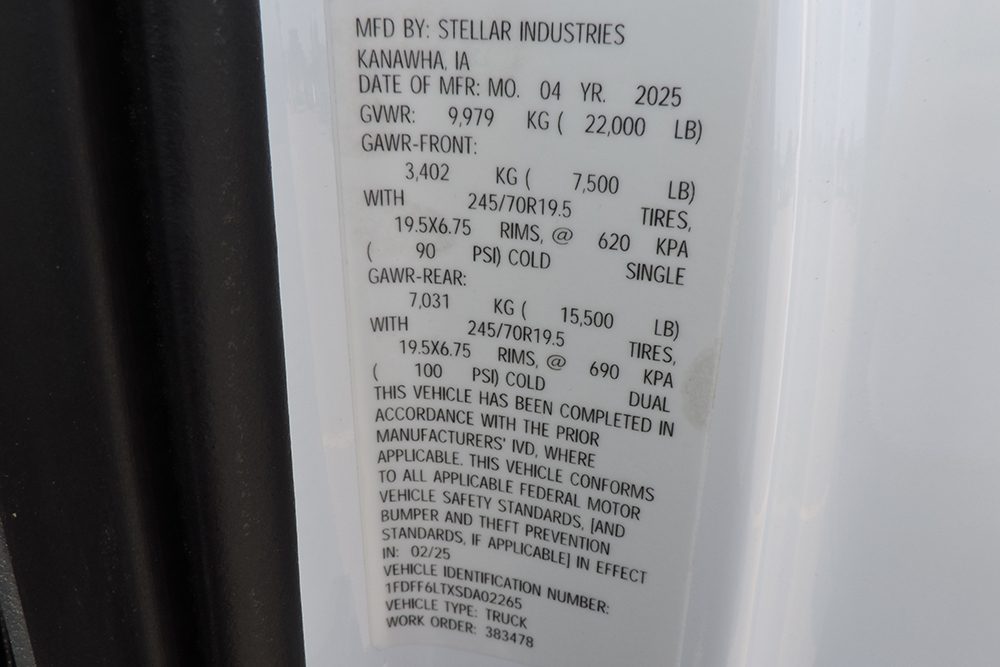 MFD BY: STELLAR INDUSTRIES
KANAWHA, IA
DATE OF MFR: MO. 04 YR. 2025
GVWR: 9,979 KG ( 22,000 LB)
GAWR-FRONT:
3,402 KG ( 7,500 LB)
WITH 245/70R19.5 TIRES,
19.5X6.75 RIMS, @ 620 KPA
( 90 PSI) COLD SINGLE
GAWR-REAR:
7,031 KG ( 15,500 LB)
WITH 245/70R19.5 TIRES,
19.5X6.75 RIMS, @ 690 KPA
( 100 PSI) COLD DUAL
THIS VEHICLE HAS BEEN COMPLETED IN
ACCORDANCE WITH THE PRIOR
MANUFACTURERS' IVD, WHERE
APPLICABLE. THIS VEHICLE CONFORMS
TO ALL APPLICABLE FEDERAL MOTOR
VEHICLE SAFETY STANDARDS, [AND
BUMPER AND THEFT PREVENTION
STANDARDS, IF APPLICABLE] IN EFFECT
IN: 02/25
VEHICLE IDENTIFICATION NUMBER:
1FDFF6LTXSDA02265
VEHICLE TYPE: TRUCK
WORK ORDER: 383478